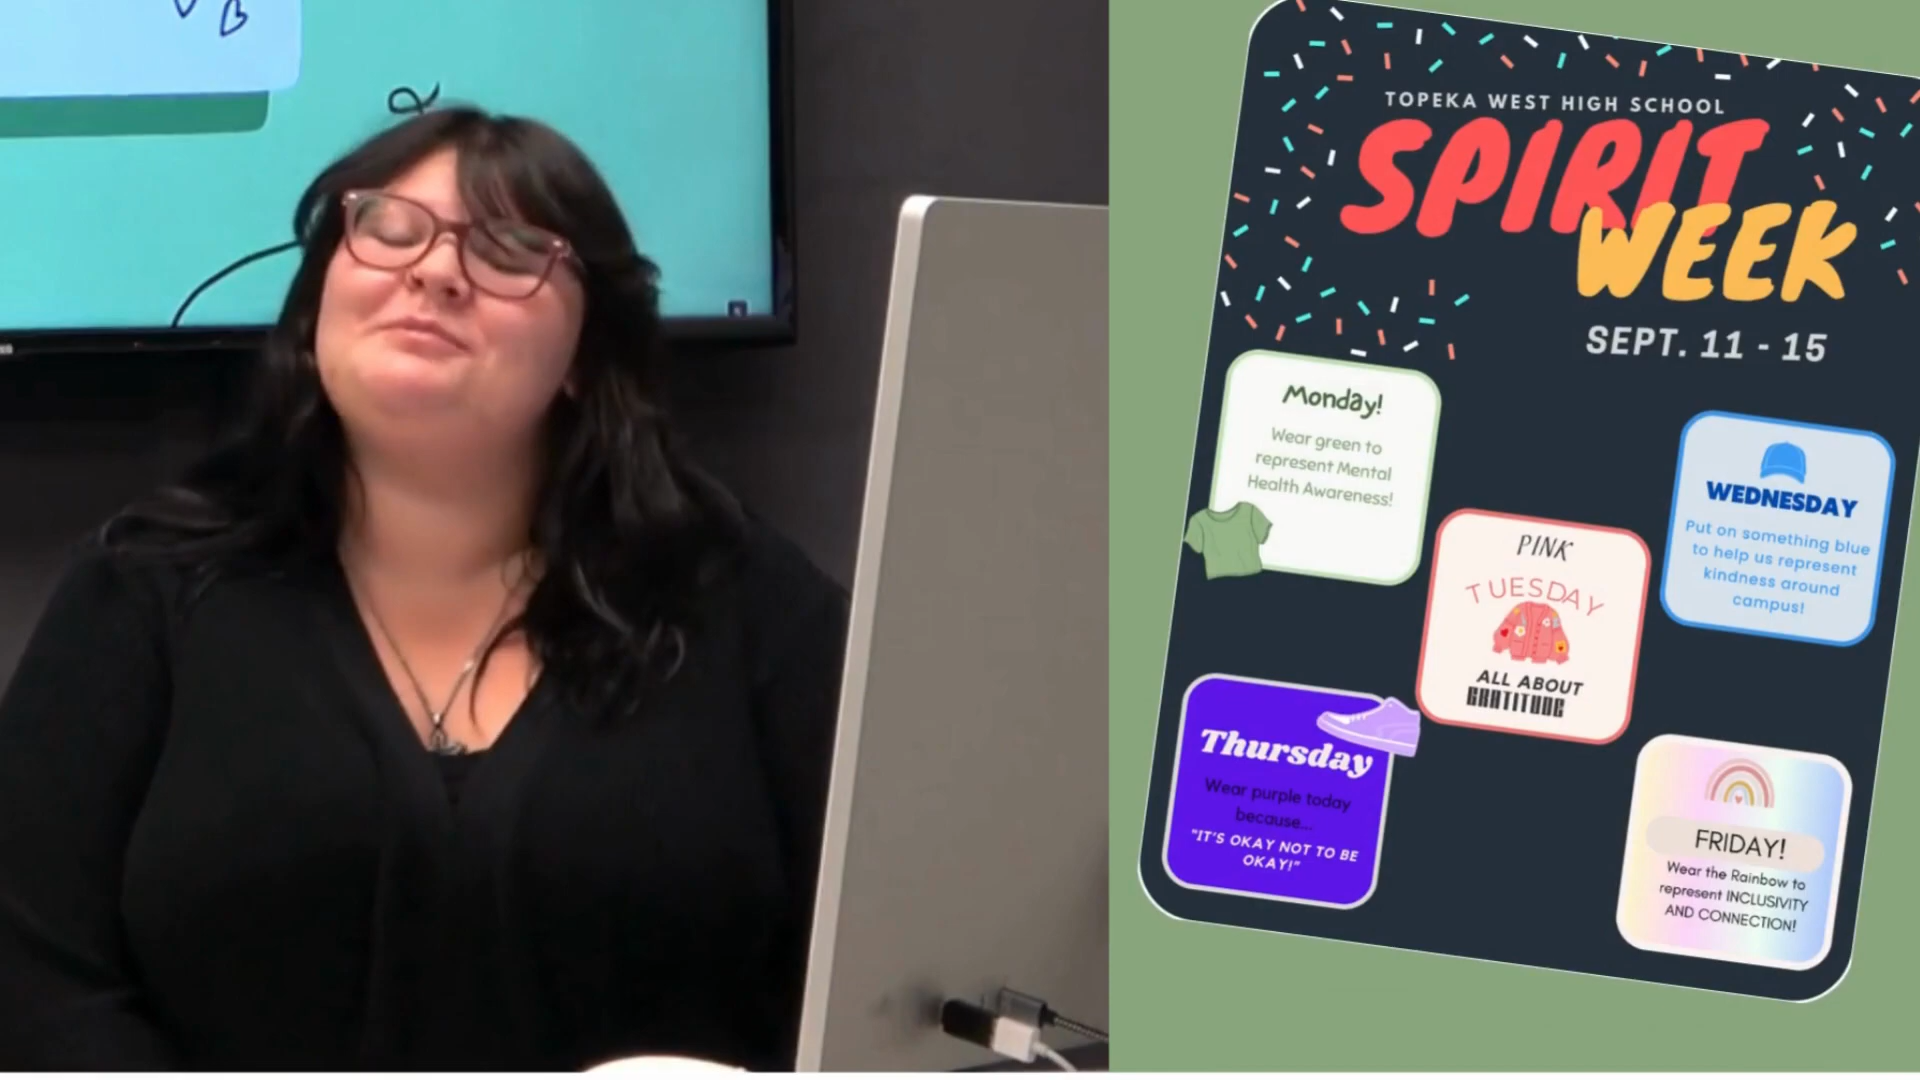 TOPEKA WEST HIGH SCHOOL
SPIRIT
WEEK
SEPT. 11 - 15
Monday!
Wear green to
represent Mental
Health Awareness!
PINK
TUESDAY
ALL ABOUT
GRATITUDE
WEDNESDAY
Put on something blue
to help us represent
kindness around
campus!
Thursday
Wear purple today
because...
"IT'S OKAY NOT TO BE
OKAY!"
FRIDAY!
Wear the Rainbow to
represent INCLUSIVITY
AND CONNECTION!